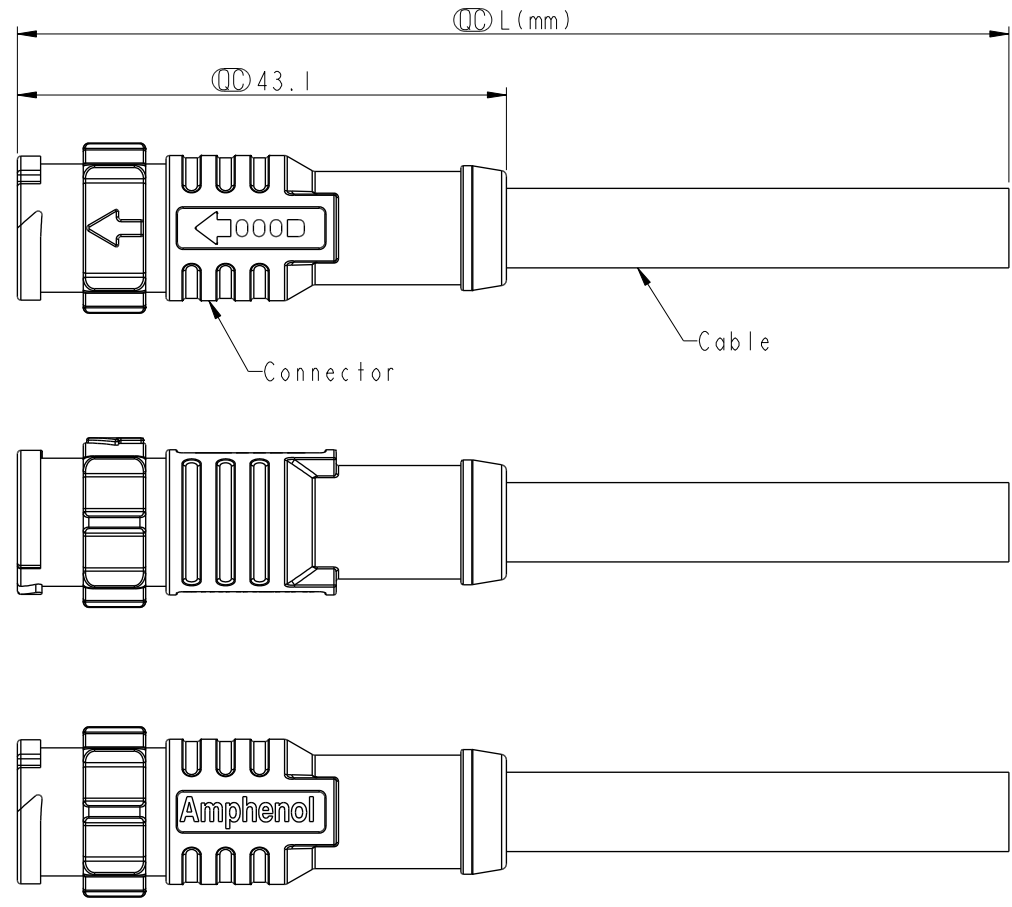 QC L(mm)
QC 43.1
000D
Cable
Connector
Amphenol